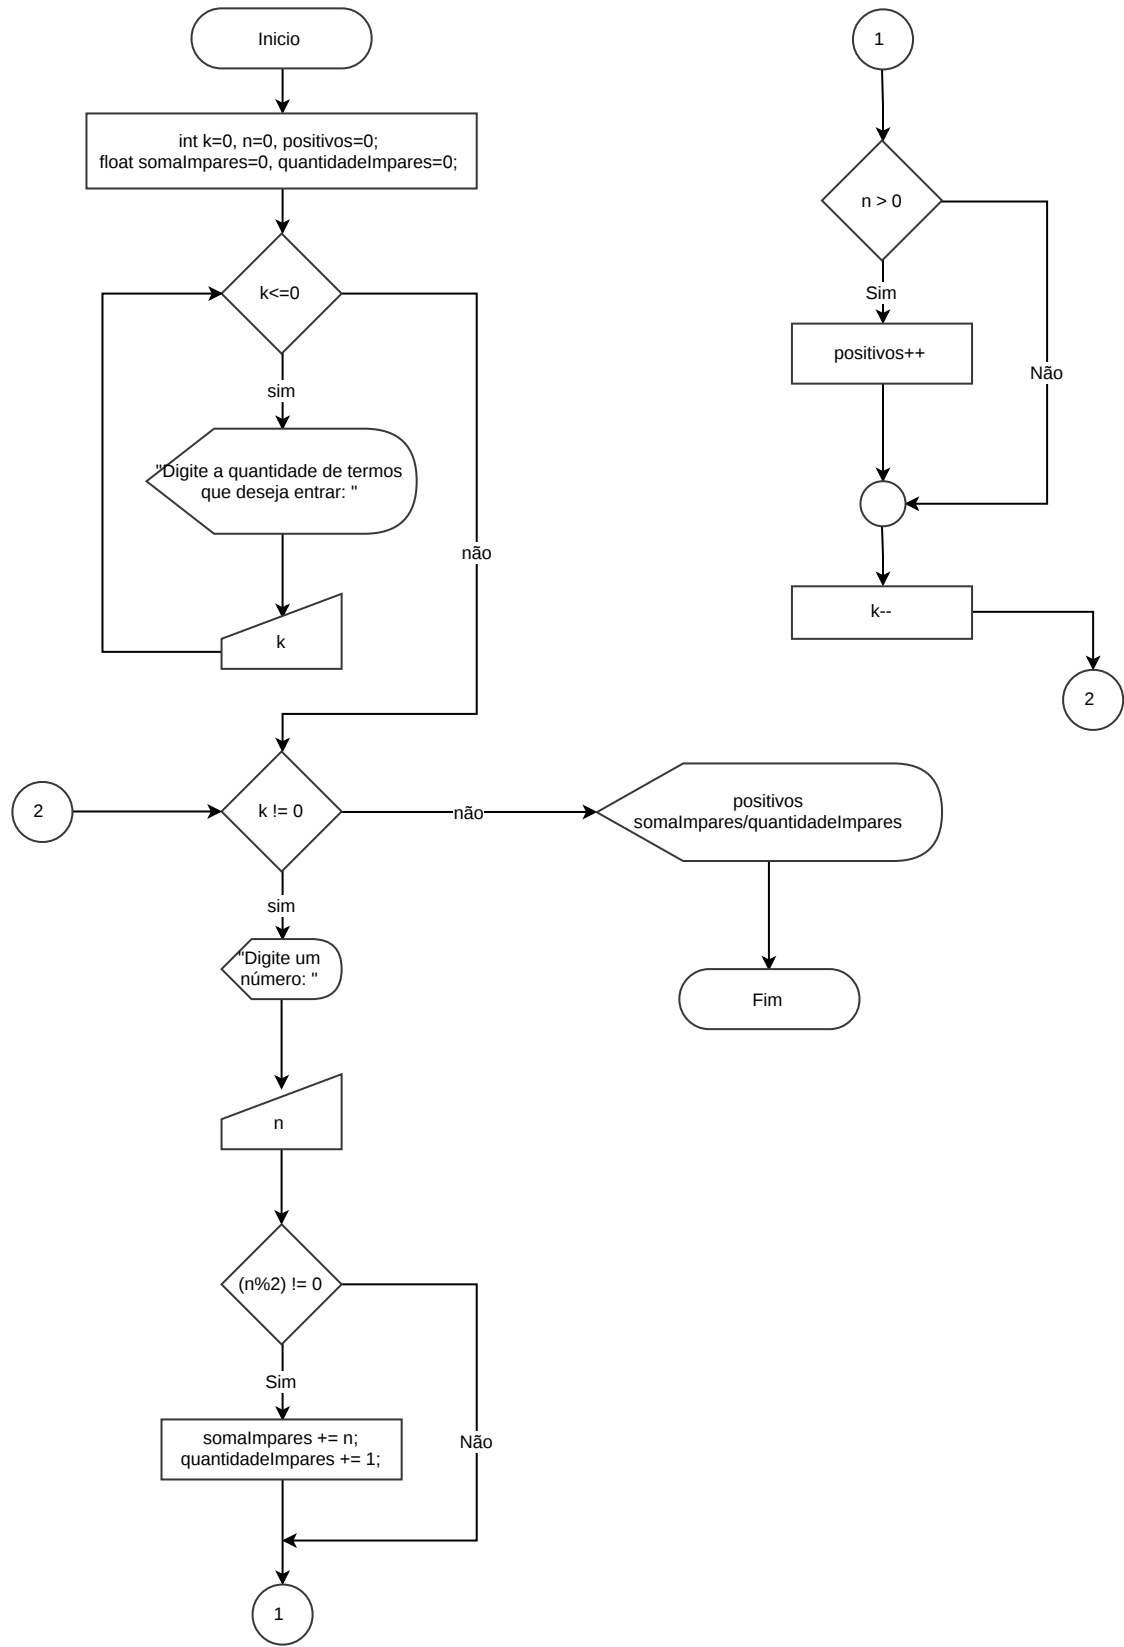 Inicio
int k=0, n=0, positivos=0;
float somaImpares=0, quantidadeImpares=0;
k<=0
sim
"Digite a quantidade de termos
que deseja entrar: "
não
k
2
k != 0
não
positivos
somaImpares/quantidadeImpares
Fim
sim
"Digite um
número: "
n
(n%2) != 0
Sim
somaImpares += n;
quantidadeImpares += 1;
Não
1
1
n > 0
Sim
positivos++
Não
k--
2